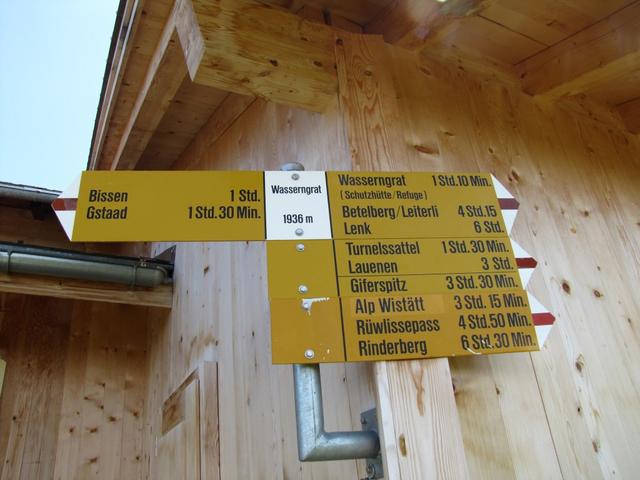 Bissen 1 Std.
Gstaad 1 Std. 30 Min.
Wasserngrat
1936 m
Wasserngrat 1 Std. 10 Min.
(Schutzhütte/Refuge)
Betelberg/Leiterli 4 Std. 15
Lenk 6 Std.
Turnelssattel 1 Std. 30 Min.
Lauenen 3 Std.
Giferspitz 3 Std. 30 Min.
Alp Wistätt 3 Std. 15 Min.
Rüwlissepass 4 Std. 50 Min.
Rinderberg 6 Std. 30 Min.